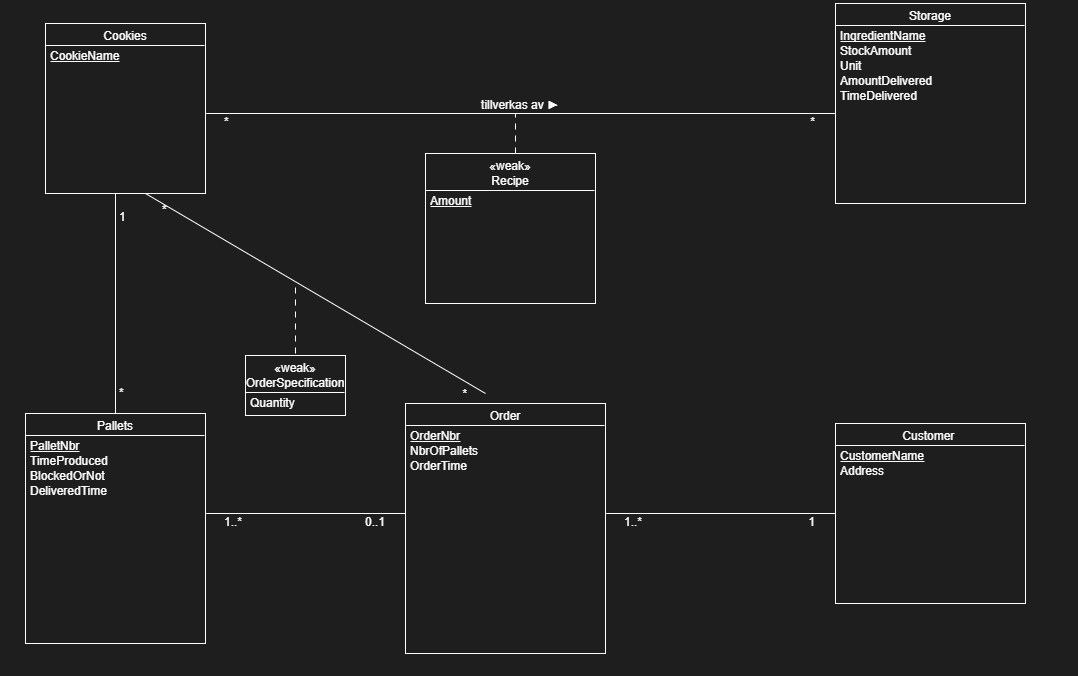 Cookies
CookieName
Storage
IngredientName
StockAmount
Unit
AmountDelivered
TimeDelivered
tillverkas av ►
*
*
«weak»
Recipe
Amount
1
*
*
*
«weak»
OrderSpecification
Quantity
Pallets
PalletNbr
TimeProduced
BlockedOrNot
DeliveredTime
1..*
0..1
Order
OrderNbr
NbrOfPallets
OrderTime
1..*
1
Customer
CustomerName
Address